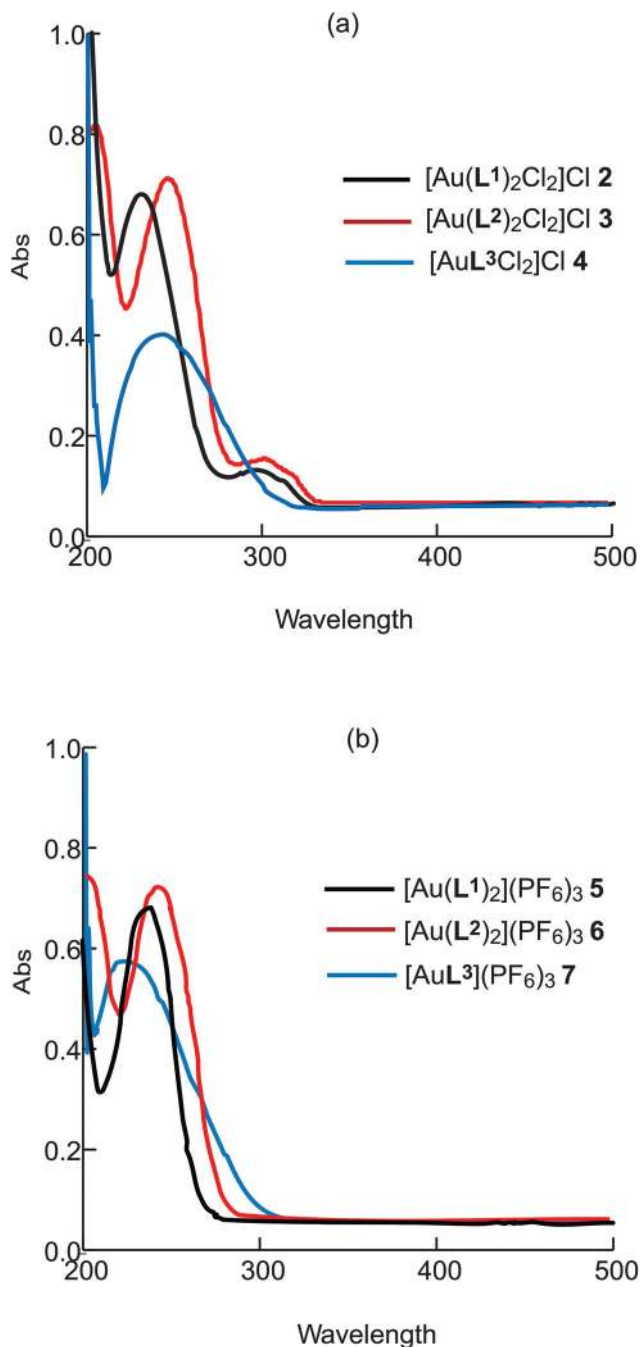 (a)
1.0
0.8
0.6
0.4
0.2
0.0
Abs
[Au(L¹)₂Cl₂]Cl 2
[Au(L²)₂Cl₂]Cl 3
[AuL³Cl₂]Cl 4
200 300 400 500
Wavelength
(b)
1.0
0.8
0.6
0.4
0.2
0.0
Abs
[Au(L¹)₂](PF₆)₃ 5
[Au(L²)₂](PF₆)₃ 6
[AuL³](PF₆)₃ 7
200 300 400 500
Wavelength